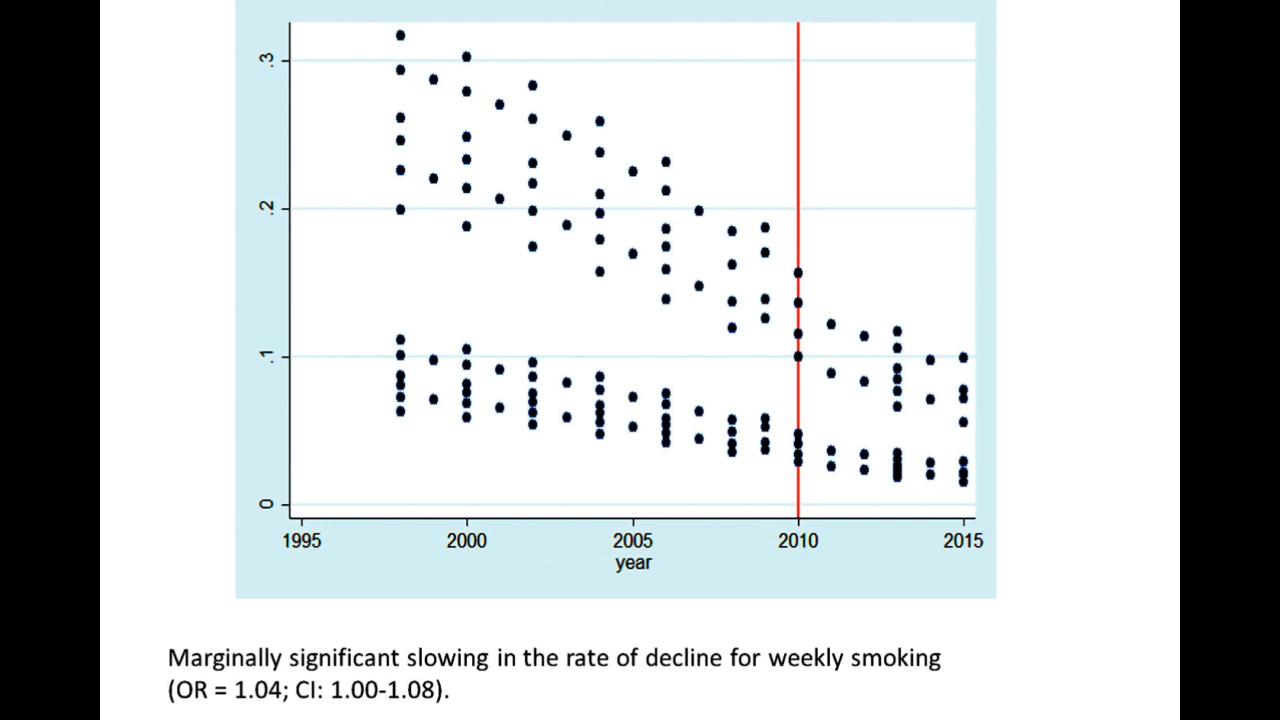 .3
.2
.1
0
1995 2000 2005 2010 2015
year
Marginally significant slowing in the rate of decline for weekly smoking
(OR = 1.04; CI: 1.00-1.08).